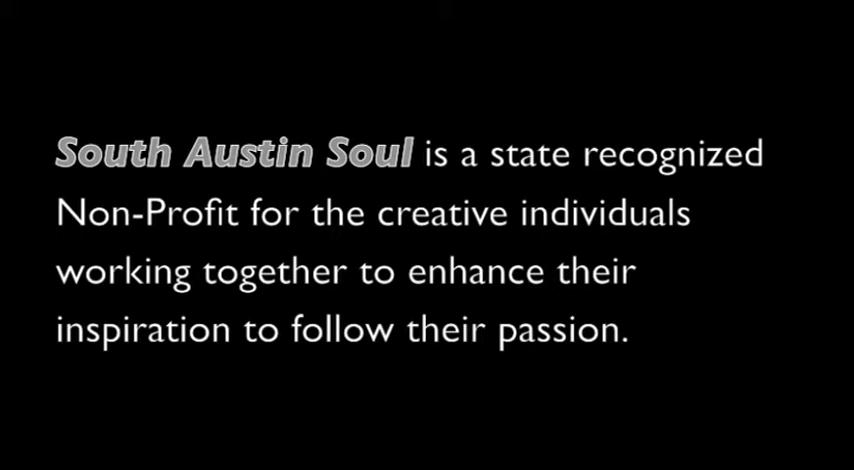 South Austin Soul is a state recognized
Non-Profit for the creative individuals
working together to enhance their
inspiration to follow their passion.